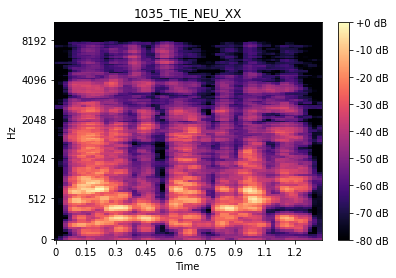 1035_TIE_NEU_XX
8192
4096
2048
1024
512
0
Hz
0
0.15
0.3
0.45
0.6
0.75
0.9
1.1
1.2
Time
+0 dB
-10 dB
-20 dB
-30 dB
-40 dB
-50 dB
-60 dB
-70 dB
-80 dB